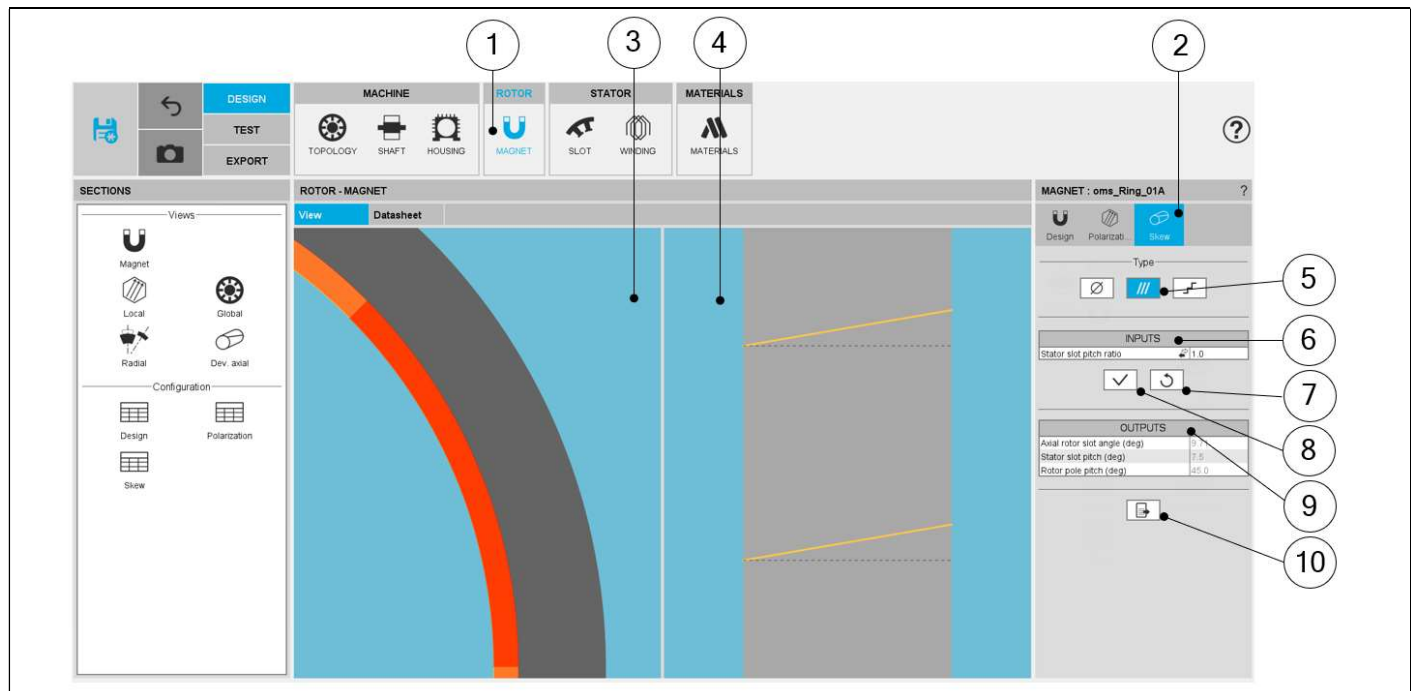 1
3
4
2
DESIGN
TEST
EXPORT
MACHINE
TOPOLOGY
SHAFT
HOUSING
ROTOR
MAGNET
STATOR
SLOT
WINDING
MATERIALS
MATERIALS
?
SECTIONS
Views
Magnet
Local
Global
Radial
Dev. axial
Configuration
Design
Polarization
Skew
ROTOR - MAGNET
View
Datasheet
MAGNET : oms_Ring_01A
?
Design
Polarizati...
Skew
Type
INPUTS
Stator slot pitch ratio 1.0
OUTPUTS
Axial rotor slot angle (deg) 9.71
Stator slot pitch (deg) 7.5
Rotor pole pitch (deg) 45.0
5
6
7
8
9
10